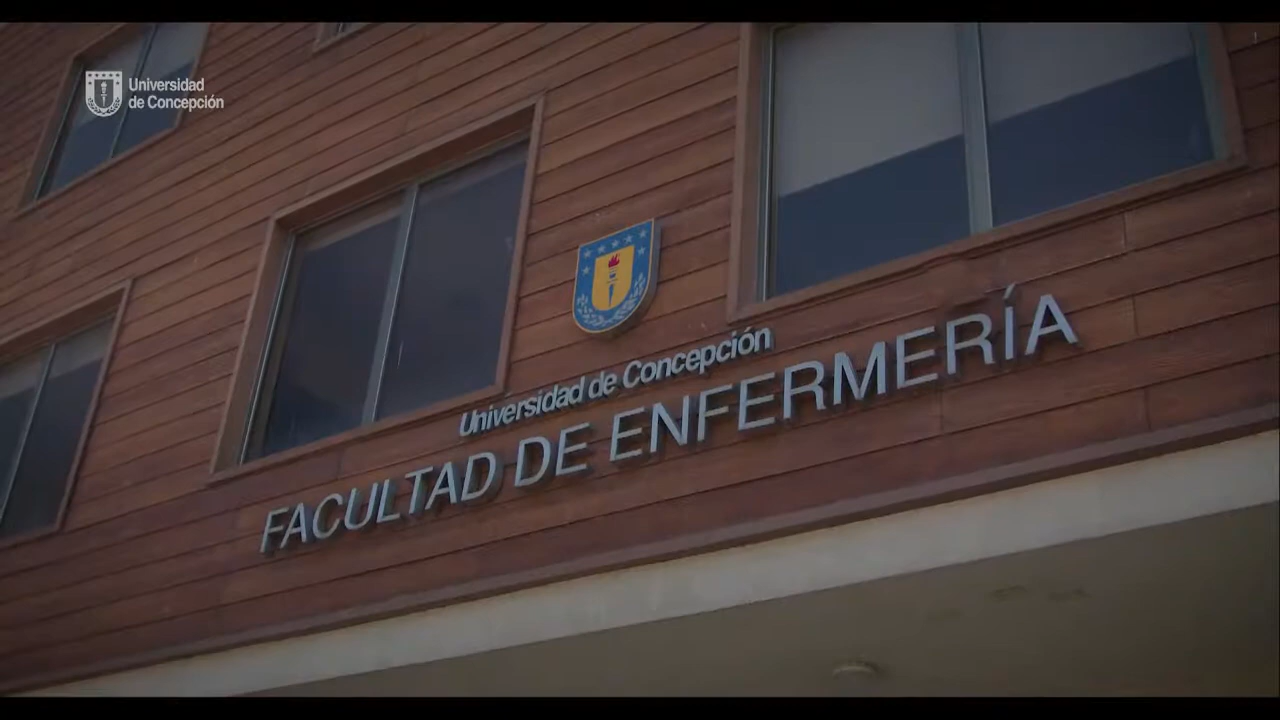 Universidad
de Concepción
Universidad de Concepción
FACULTAD DE ENFERMERÍA